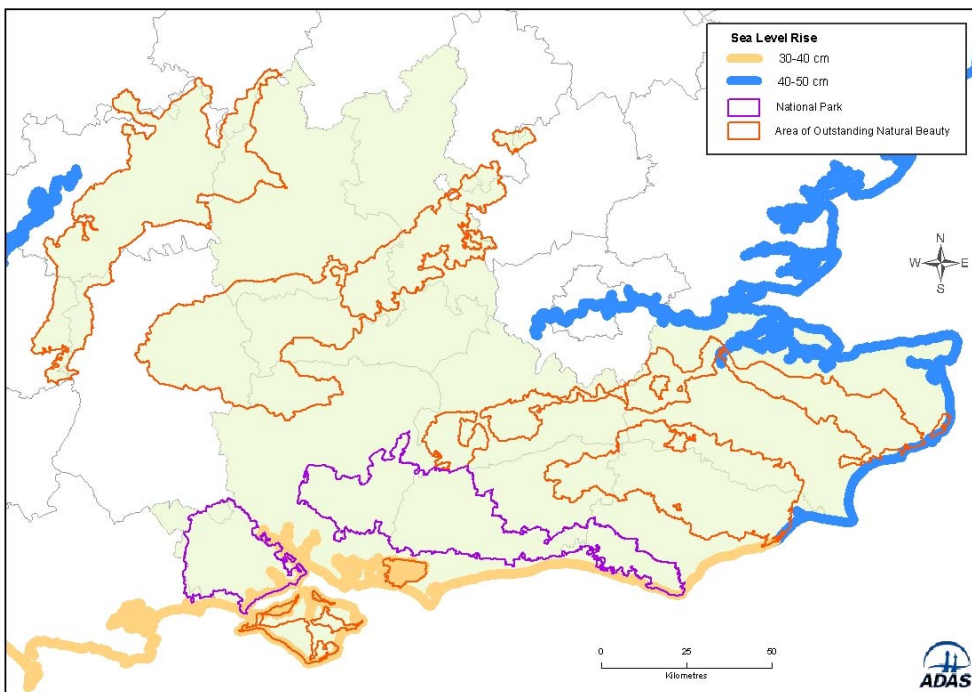 Sea Level Rise
30-40 cm
40-50 cm
National Park
Area of Outstanding Natural Beauty
N
W E
S
0 25 50
Kilometres
ADAS